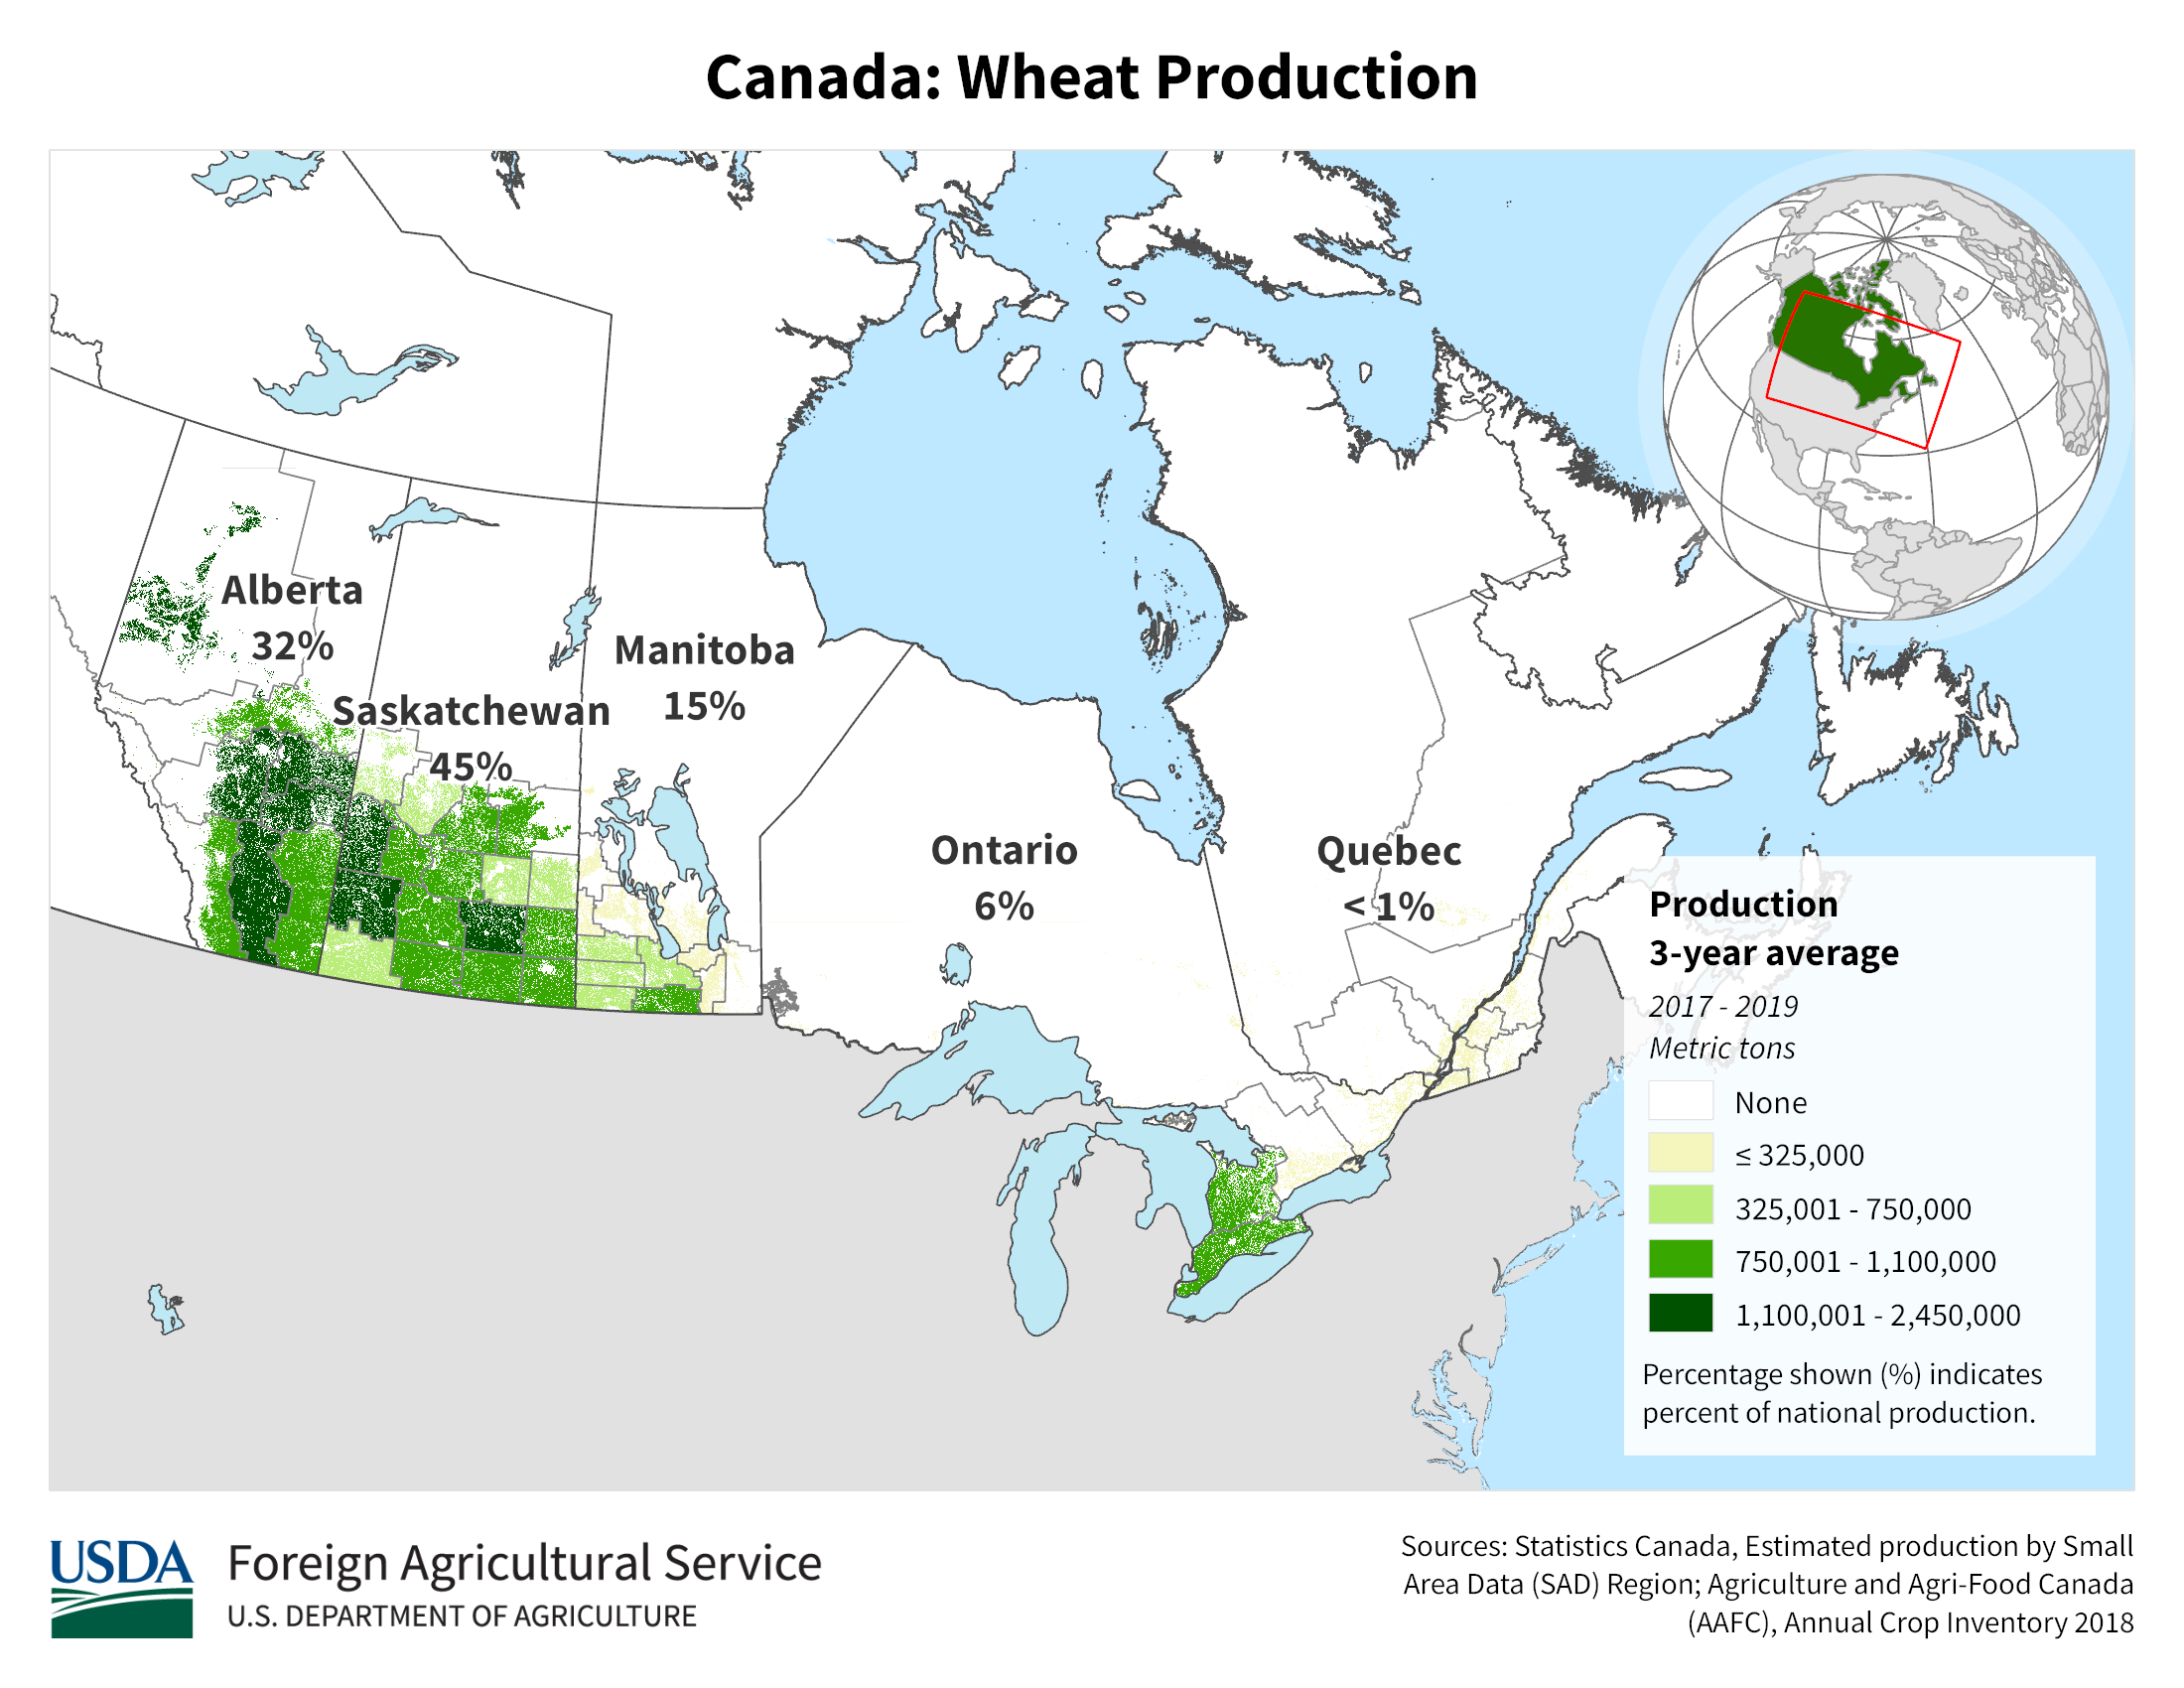 Canada: Wheat Production
Alberta
32%
Saskatchewan
45%
Manitoba
15%
Ontario
6%
Quebec
< 1%
Production
3-year average
2017 - 2019
Metric tons
None
≤ 325,000
325,001 - 750,000
750,001 - 1,100,000
1,100,001 - 2,450,000
Percentage shown (%) indicates
percent of national production.
USDA
Foreign Agricultural Service
U.S. DEPARTMENT OF AGRICULTURE
Sources: Statistics Canada, Estimated production by Small
Area Data (SAD) Region; Agriculture and Agri-Food Canada
(AAFC), Annual Crop Inventory 2018